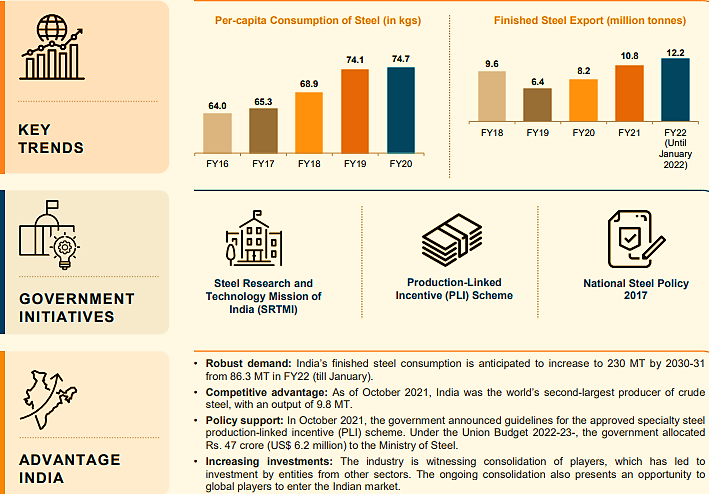 Per-capita Consumption of Steel (in kgs)
64.0
65.3
68.9
74.1
74.7
FY16
FY17
FY18
FY19
FY20
Finished Steel Export (million tonnes)
9.6
6.4
8.2
10.8
12.2
FY18
FY19
FY20
FY21
FY22
(Until
January
2022)
KEY
TRENDS
GOVERNMENT
INITIATIVES
Steel Research and
Technology Mission of
India (SRTMI)
Production-Linked
Incentive (PLI) Scheme
National Steel Policy
2017
ADVANTAGE
INDIA
• Robust demand: India's finished steel consumption is anticipated to increase to 230 MT by 2030-31
from 86.3 MT in FY22 (till January).
• Competitive advantage: As of October 2021, India was the world's second-largest producer of crude
steel, with an output of 9.8 MT.
• Policy support: In October 2021, the government announced guidelines for the approved specialty steel
production-linked incentive (PLI) scheme. Under the Union Budget 2022-23-, the government allocated
Rs. 47 crore (US$ 6.2 million) to the Ministry of Steel.
• Increasing investments: The industry is witnessing consolidation of players, which has led to
investment by entities from other sectors. The ongoing consolidation also presents an opportunity to
global players to enter the Indian market.